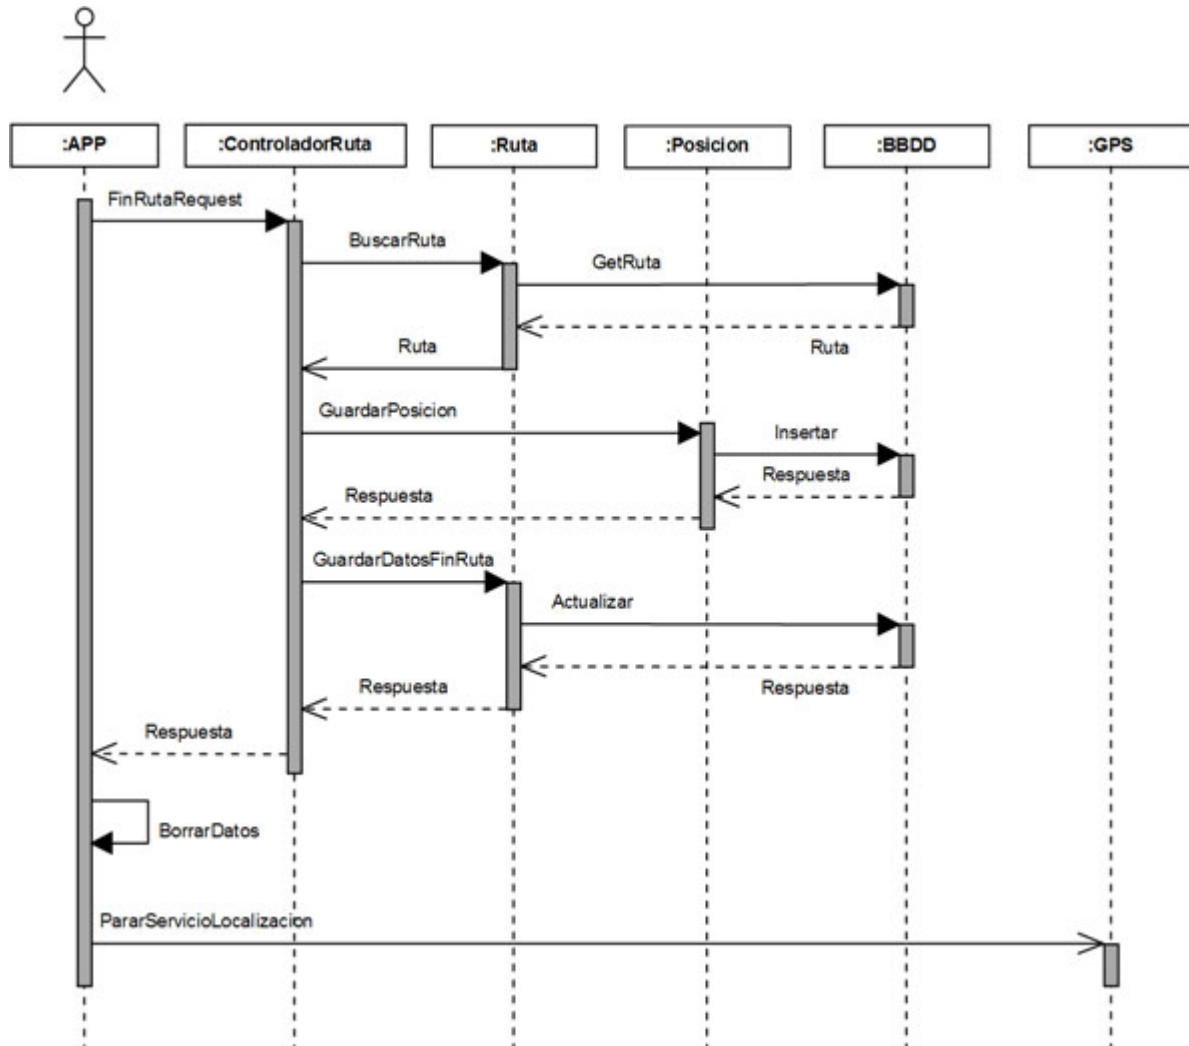 :APP
:ControladorRuta
:Ruta
:Posicion
:BBDD
:GPS
FinRutaRequest
BuscarRuta
GetRuta
Ruta
Ruta
GuardarPosicion
Insertar
Respuesta
Respuesta
GuardarDatosFinRuta
Actualizar
Respuesta
Respuesta
Respuesta
BorrarDatos
PararServicioLocalizacion